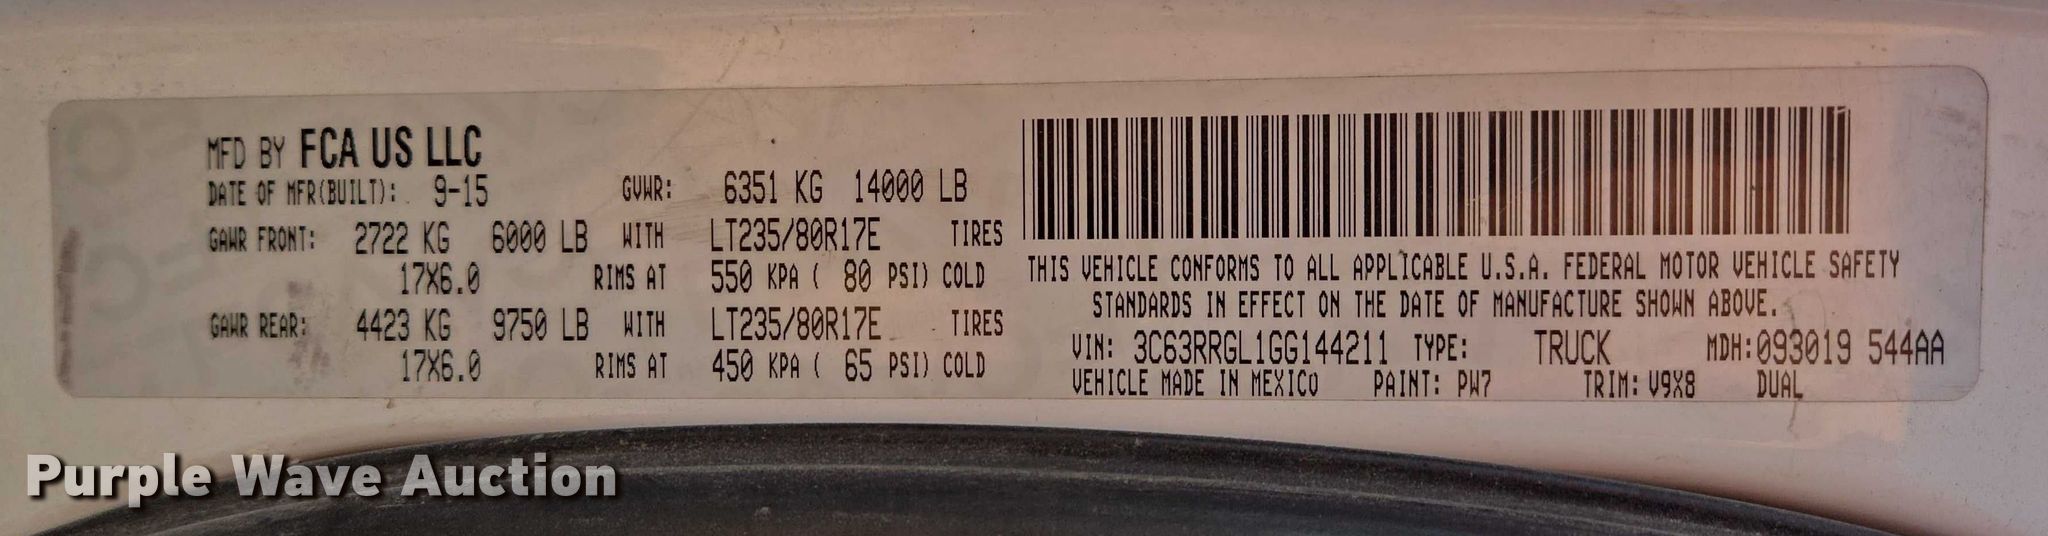 MFD BY FCA US LLC
DATE OF MFR(BUILT): 9-15 GVWR: 6351 KG 14000 LB
GAWR FRONT: 2722 KG 6000 LB WITH LT235/80R17E TIRES
17X6.0 RIMS AT 550 KPA ( 80 PSI) COLD
GAWR REAR: 4423 KG 9750 LB WITH LT235/80R17E TIRES
17X6.0 RIMS AT 450 KPA ( 65 PSI) COLD
THIS VEHICLE CONFORMS TO ALL APPLICABLE U.S.A. FEDERAL MOTOR VEHICLE SAFETY
STANDARDS IN EFFECT ON THE DATE OF MANUFACTURE SHOWN ABOVE.
VIN: 3C63RRGL1GG144211 TYPE: TRUCK MDH:093019 544AA
VEHICLE MADE IN MEXICO PAINT: PW7 TRIM: V9X8 DUAL
Purple Wave Auction